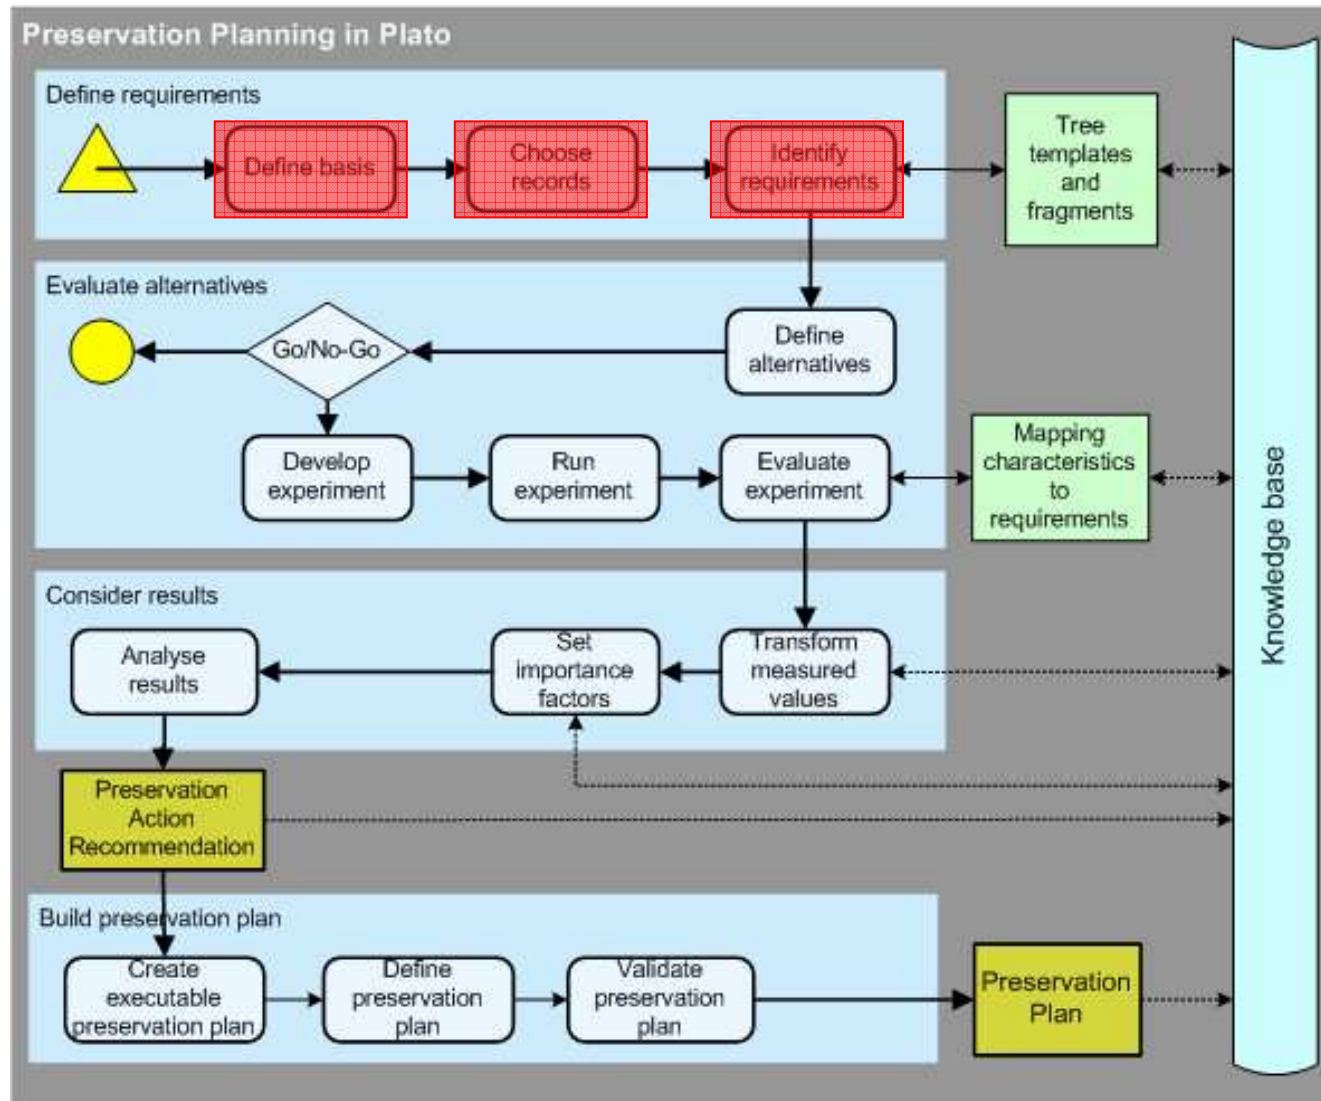 Preservation Planning in Plato
Define requirements
Define basis
Choose
records
Identify
requirements
Tree
templates
and
fragments
Evaluate alternatives
Go/No-Go
Define
alternatives
Develop
experiment
Run
experiment
Evaluate
experiment
Mapping
characteristics
to
requirements
Knowledge base
Consider results
Analyse
results
Set
importance
factors
Transform
measured
values
Preservation
Action
Recommendation
Build preservation plan
Create
executable
preservation plan
Define
preservation
plan
Validate
preservation
plan
Preservation
Plan